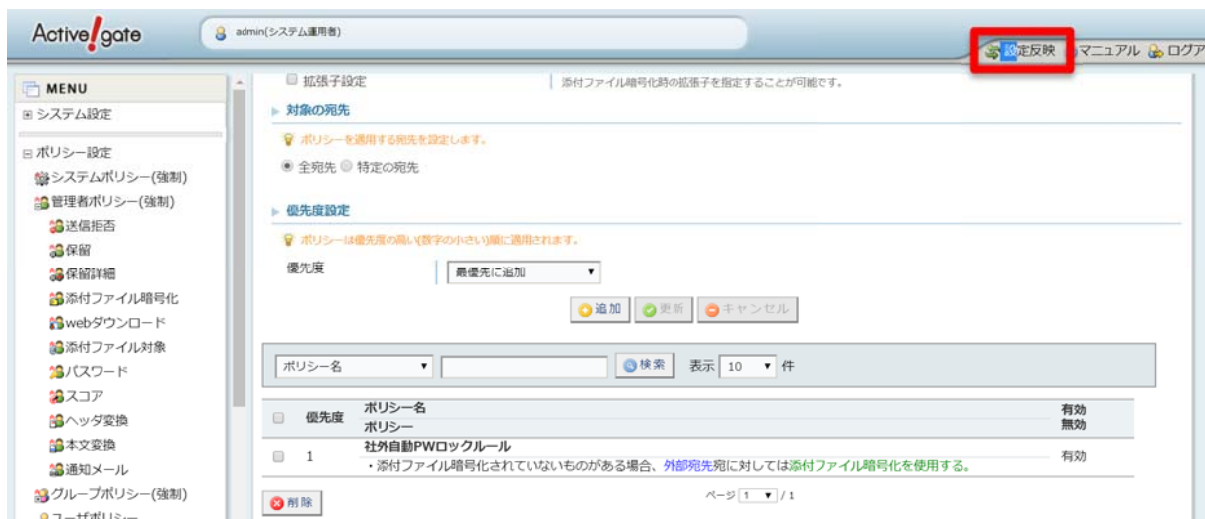 Active!gate
admin(システム運用者)
設定反映
マニュアル
ログア
MENU
システム設定
ポリシー設定
システムポリシー(強制)
管理者ポリシー(強制)
送信拒否
保留
保留詳細
添付ファイル暗号化
webダウンロード
添付ファイル対象
パスワード
スコア
ヘッダ変換
本文変換
通知メール
グループポリシー(強制)
ユーザポリシー
拡張子設定
添付ファイル暗号化時の拡張子を指定することが可能です。
対象の宛先
ポリシーを適用する宛先を設定します。
全宛先 特定の宛先
優先度設定
ポリシーは優先度の高い(数字の小さい)順に適用されます。
優先度 最優先に追加
追加 更新 キャンセル
ポリシー名 検索 表示 10 件
優先度 ポリシー名 有効
ポリシー 無効
1 社外自動PWロックルール 有効
・添付ファイル暗号化されていないものがある場合、外部宛先宛に対しては添付ファイル暗号化を使用する。
削除 ページ 1 / 1